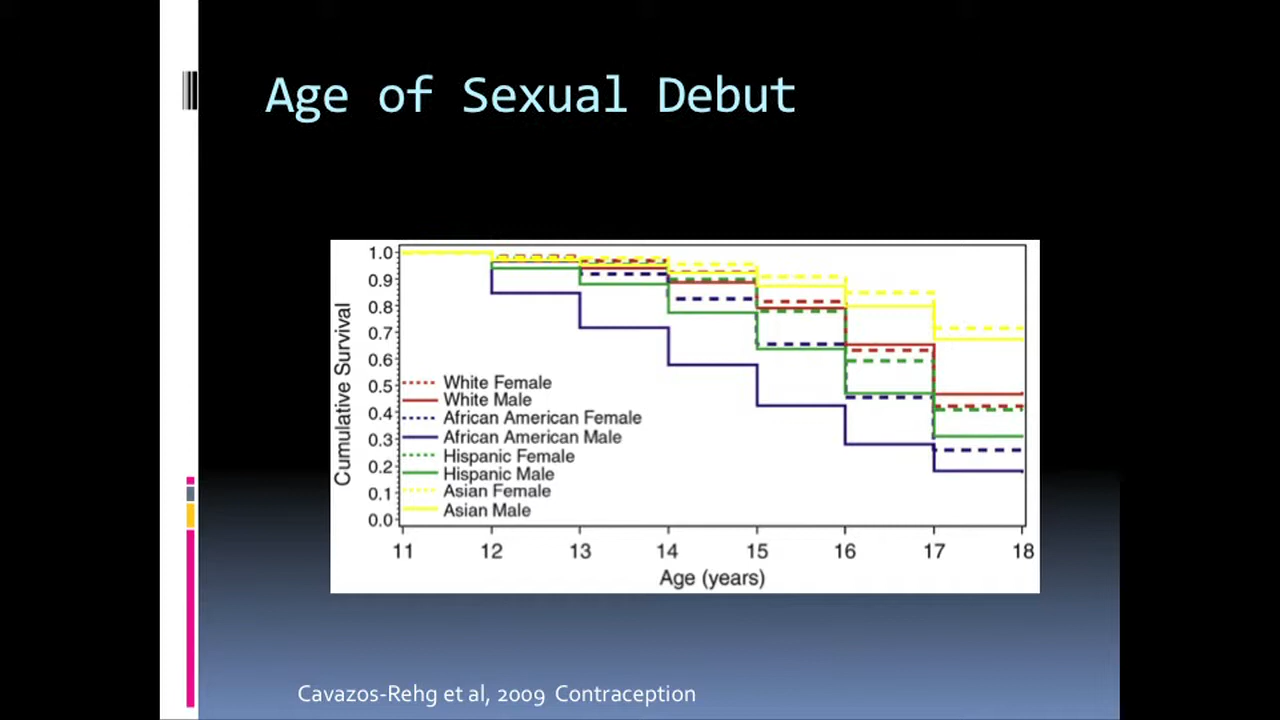 Age of Sexual Debut
1.0
0.9
0.8
0.7
0.6
0.5
0.4
0.3
0.2
0.1
0.0
Cumulative Survival
White Female
White Male
African American Female
African American Male
Hispanic Female
Hispanic Male
Asian Female
Asian Male
11 12 13 14 15 16 17 18
Age (years)
Cavazos-Rehg et al, 2009 Contraception